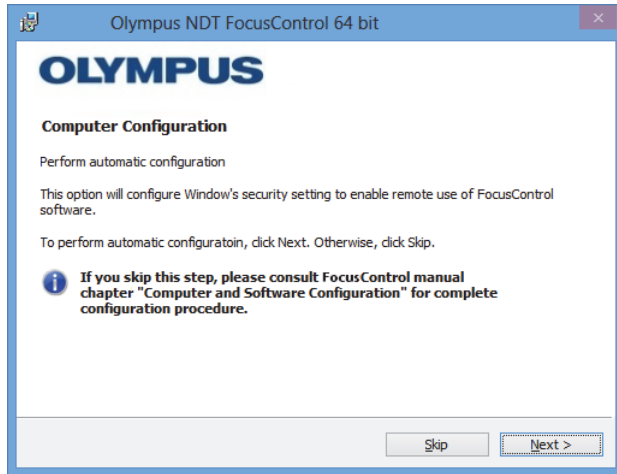 Olympus NDT FocusControl 64 bit
OLYMPUS
Computer Configuration
Perform automatic configuration
This option will configure Window's security setting to enable remote use of FocusControl
software.
To perform automatic configuratoin, click Next. Otherwise, click Skip.
If you skip this step, please consult FocusControl manual
chapter "Computer and Software Configuration" for complete
configuration procedure.
Skip
Next >